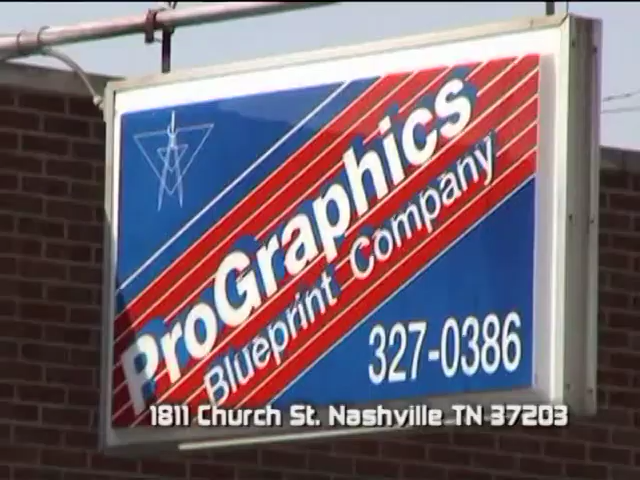 ProGraphics
Blueprint Company
327-0386
1811 Church St. Nashville TN 37203